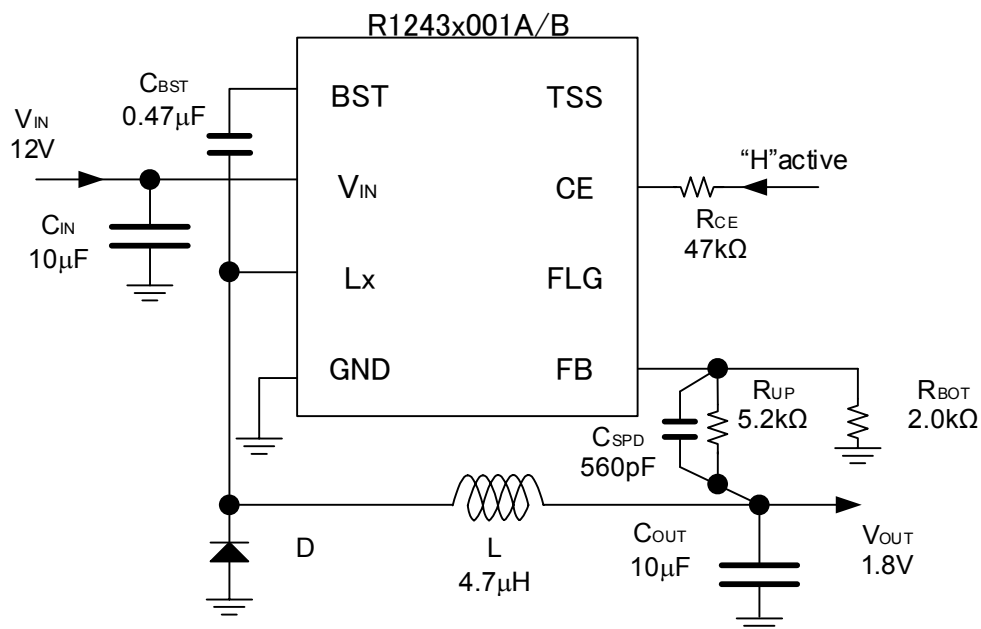 R1243x001A/B
CBST
0.47μF
BST
TSS
VIN
12V
"H"active
VIN
CE
CIN
10μF
RCE
47kΩ
Lx
FLG
GND
FB
RUP
5.2kΩ
RBOT
2.0kΩ
CSPD
560pF
D
L
4.7μH
COUT
10μF
VOUT
1.8V